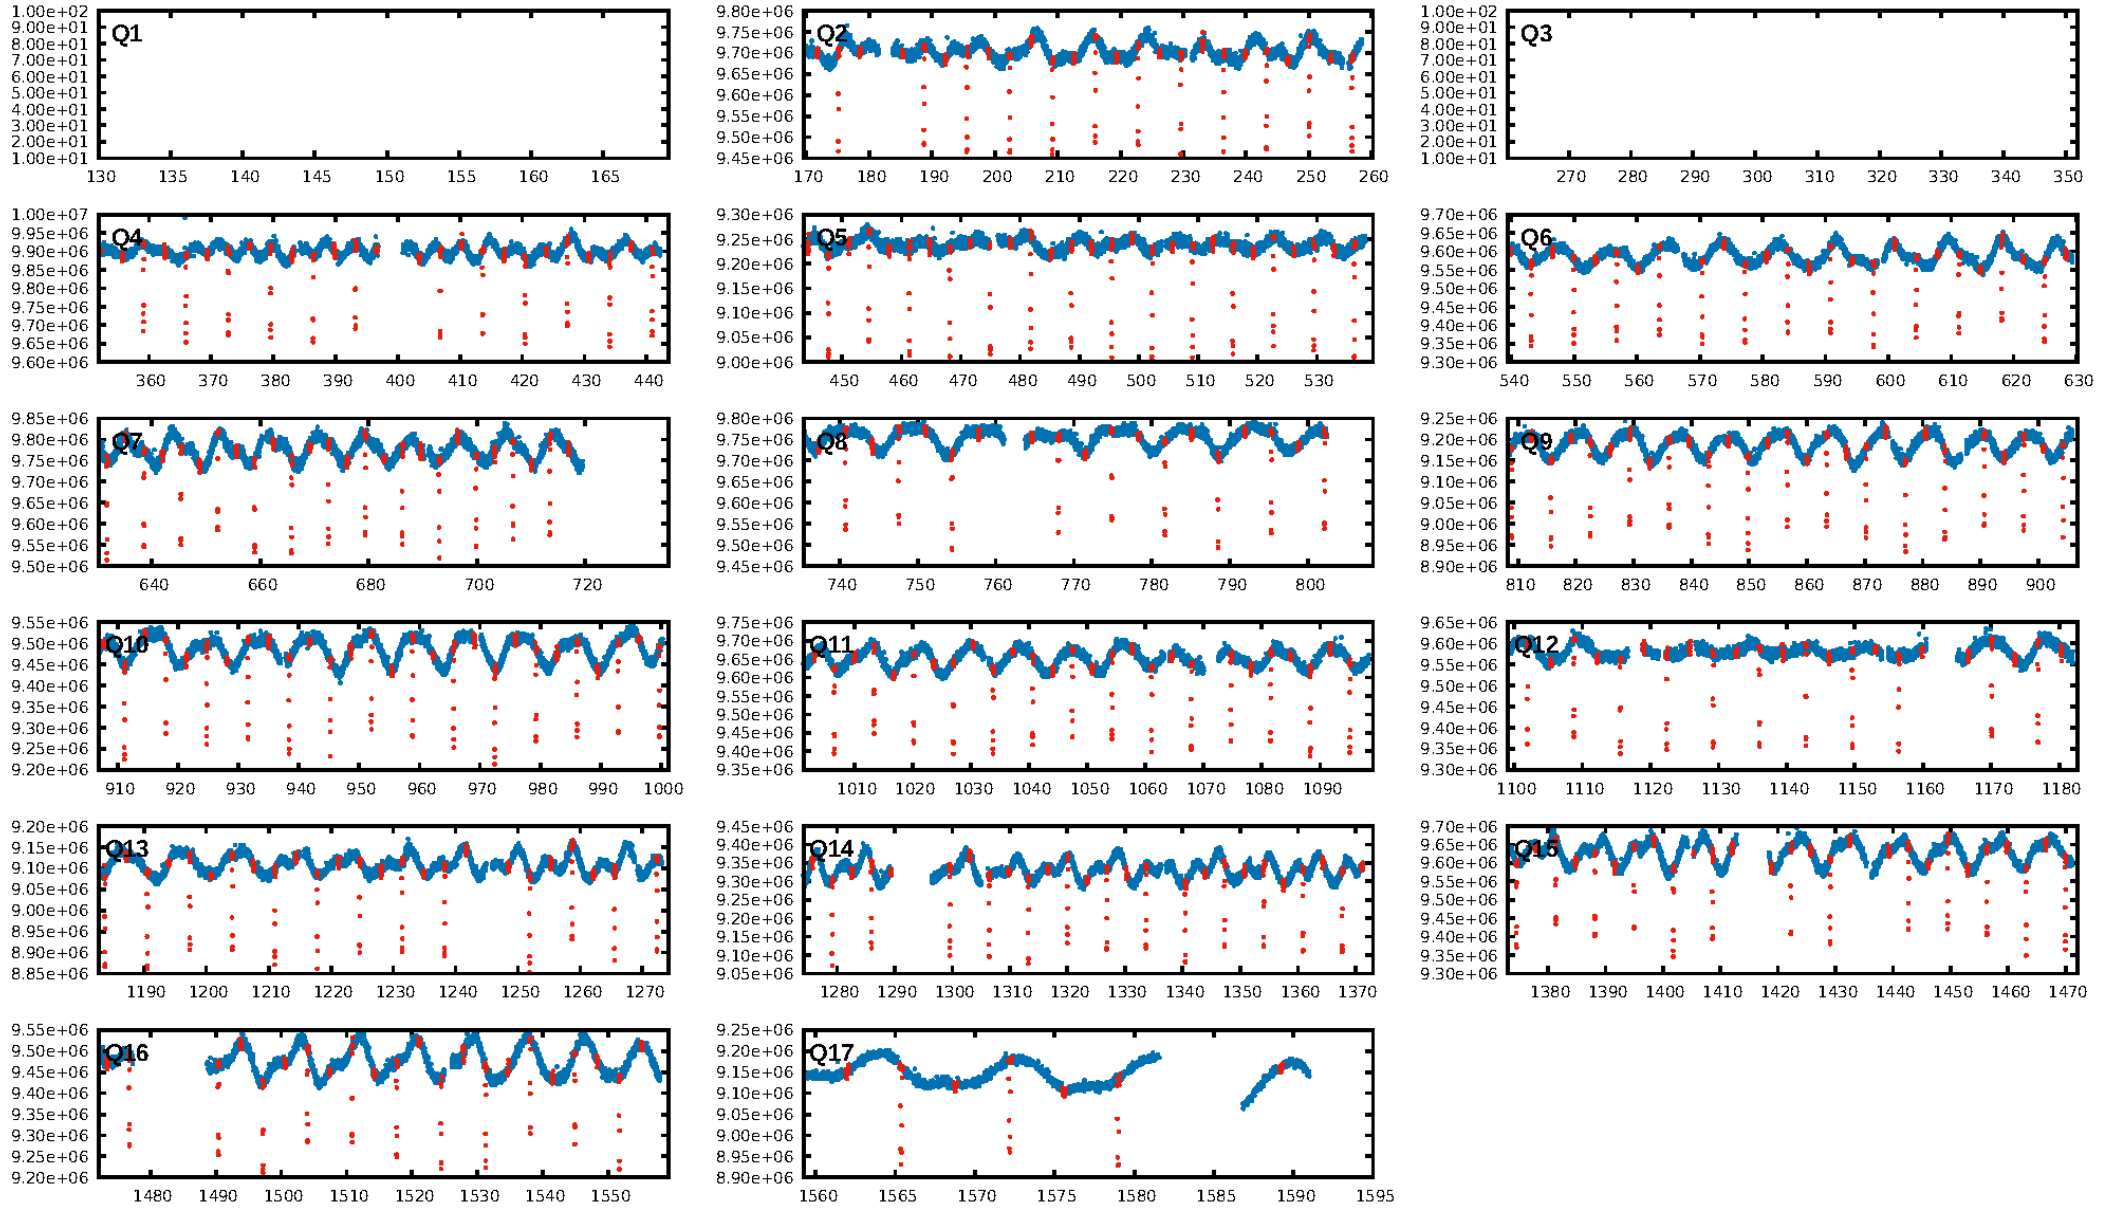 1.00e+02
9.00e+01
8.00e+01
7.00e+01
6.00e+01
5.00e+01
4.00e+01
3.00e+01
2.00e+01
1.00e+01
Q1
130 135 140 145 150 155 160 165
9.80e+06
9.75e+06
9.70e+06
9.65e+06
9.60e+06
9.55e+06
9.50e+06
9.45e+06
Q2
170 180 190 200 210 220 230 240 250 260
1.00e+02
9.00e+01
8.00e+01
7.00e+01
6.00e+01
5.00e+01
4.00e+01
3.00e+01
2.00e+01
1.00e+01
Q3
270 280 290 300 310 320 330 340 350
1.00e+07
9.95e+06
9.90e+06
9.85e+06
9.80e+06
9.75e+06
9.70e+06
9.65e+06
9.60e+06
Q4
360 370 380 390 400 410 420 430 440
9.30e+06
9.25e+06
9.20e+06
9.15e+06
9.10e+06
9.05e+06
9.00e+06
Q5
450 460 470 480 490 500 510 520 530
9.70e+06
9.65e+06
9.60e+06
9.55e+06
9.50e+06
9.45e+06
9.40e+06
9.35e+06
9.30e+06
Q6
540 550 560 570 580 590 600 610 620 630
9.85e+06
9.80e+06
9.75e+06
9.70e+06
9.65e+06
9.60e+06
9.55e+06
9.50e+06
Q7
640 660 680 700 720
9.80e+06
9.75e+06
9.70e+06
9.65e+06
9.60e+06
9.55e+06
9.50e+06
9.45e+06
Q8
740 750 760 770 780 790 800
9.25e+06
9.20e+06
9.15e+06
9.10e+06
9.05e+06
9.00e+06
8.95e+06
8.90e+06
Q9
810 820 830 840 850 860 870 880 890 900
9.55e+06
9.50e+06
9.45e+06
9.40e+06
9.35e+06
9.30e+06
9.25e+06
9.20e+06
Q10
910 920 930 940 950 960 970 980 990 1000
9.75e+06
9.70e+06
9.65e+06
9.60e+06
9.55e+06
9.50e+06
9.45e+06
9.40e+06
9.35e+06
Q11
1010 1020 1030 1040 1050 1060 1070 1080 1090
9.65e+06
9.60e+06
9.55e+06
9.50e+06
9.45e+06
9.40e+06
9.35e+06
9.30e+06
Q12
1100 1110 1120 1130 1140 1150 1160 1170 1180
9.20e+06
9.15e+06
9.10e+06
9.05e+06
9.00e+06
8.95e+06
8.90e+06
8.85e+06
Q13
1190 1200 1210 1220 1230 1240 1250 1260 1270
9.45e+06
9.40e+06
9.35e+06
9.30e+06
9.25e+06
9.20e+06
9.15e+06
9.10e+06
9.05e+06
Q14
1280 1290 1300 1310 1320 1330 1340 1350 1360 1370
9.70e+06
9.65e+06
9.60e+06
9.55e+06
9.50e+06
9.45e+06
9.40e+06
9.35e+06
9.30e+06
Q15
1380 1390 1400 1410 1420 1430 1440 1450 1460 1470
9.55e+06
9.50e+06
9.45e+06
9.40e+06
9.35e+06
9.30e+06
9.25e+06
9.20e+06
Q16
1480 1490 1500 1510 1520 1530 1540 1550
9.25e+06
9.20e+06
9.15e+06
9.10e+06
9.05e+06
9.00e+06
8.95e+06
8.90e+06
Q17
1560 1565 1570 1575 1580 1585 1590 1595